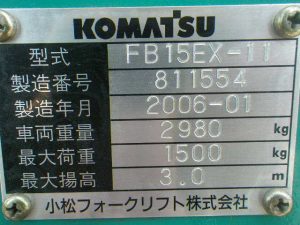 KOMATSU
型式 FB15EX-11
製造番号 811554
製造年月 2006-01
車両重量 2980 kg
最大荷重 1500 kg
最大揚高 3.0 m
小松フォークリフト株式会社